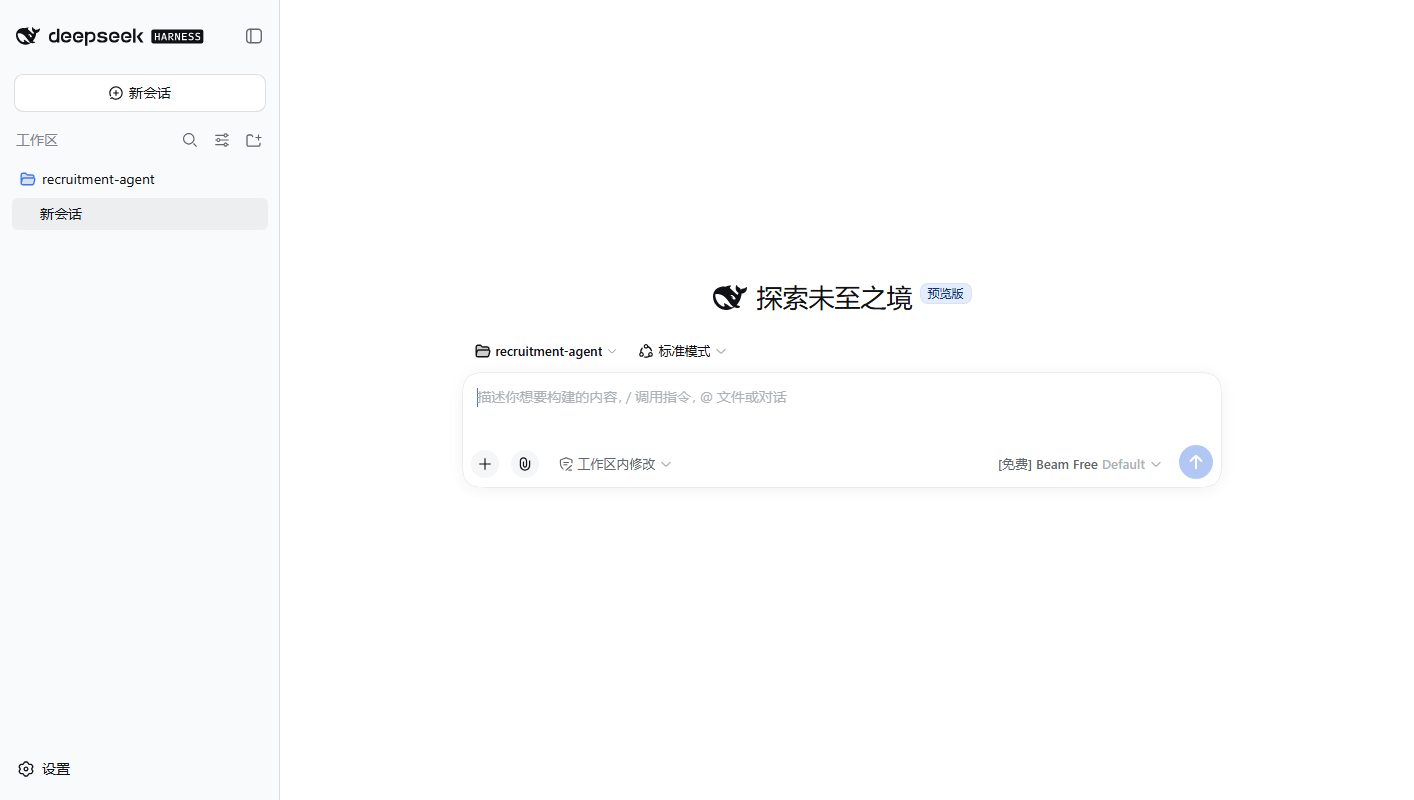 deepseek HARNESS
新会话
工作区
recruitment-agent
新会话
探索未至之境 预览版
recruitment-agent 标准模式
描述你想要构建的内容, / 调用指令, @ 文件或对话
工作区内修改 [免费] Beam Free Default
设置